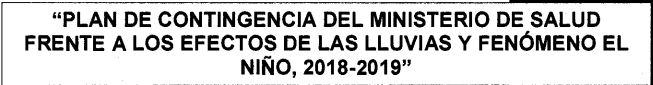 “PLAN DE CONTINGENCIA DEL MINISTERIO DE SALUD
FRENTE A LOS EFECTOS DE LAS LLUVIAS Y FENÓMENO EL
NIÑO, 2018-2019”